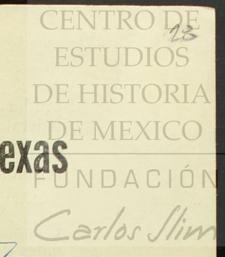 CENTRO DE
23
ESTUDIOS
DE HISTORIA
DE MEXICO
exas
FUNDACIÓN
Carlos Slim